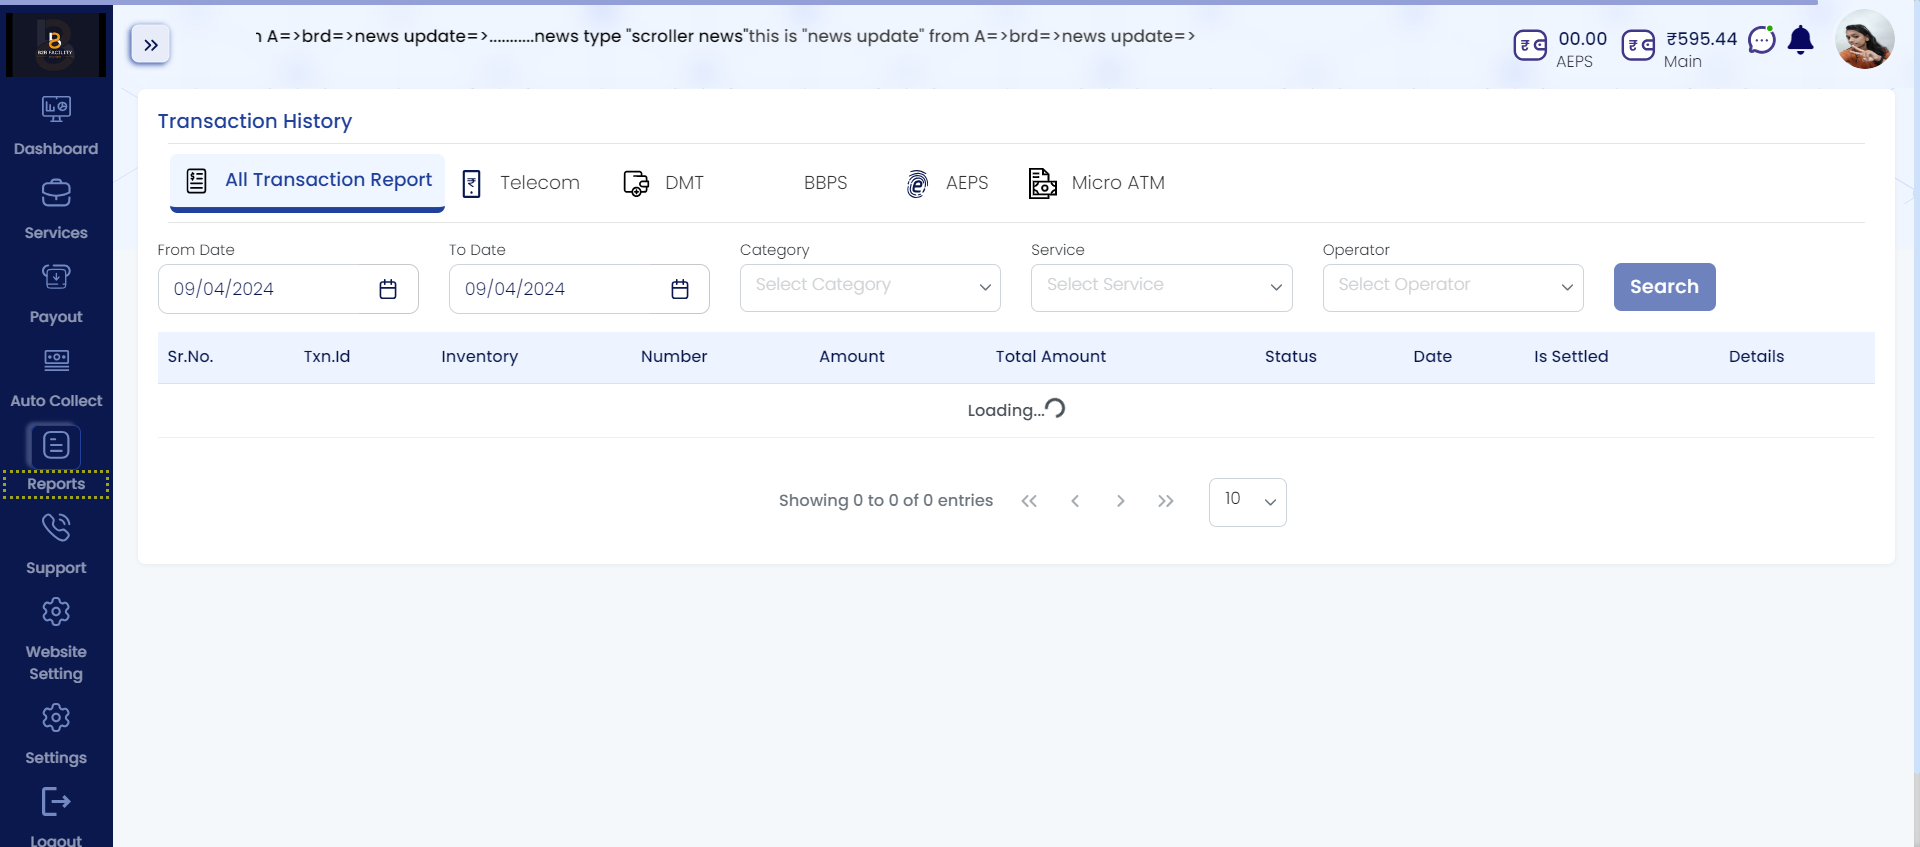 B2B FACILITY
n A=>brd=>news update=>...........news type "scroller news"this is "news update" from A=>brd=>news update=>
00.00
AEPS
₹595.44
Main
Dashboard
Services
Payout
Auto Collect
Reports
Support
Website
Setting
Settings
Logout
Transaction History
All Transaction Report
Telecom
DMT
BBPS
AEPS
Micro ATM
From Date
To Date
Category
Service
Operator
09/04/2024
09/04/2024
Select Category
Select Service
Select Operator
Search
Sr.No. Txn.Id Inventory Number Amount Total Amount Status Date Is Settled Details
Loading...
Showing 0 to 0 of 0 entries
10